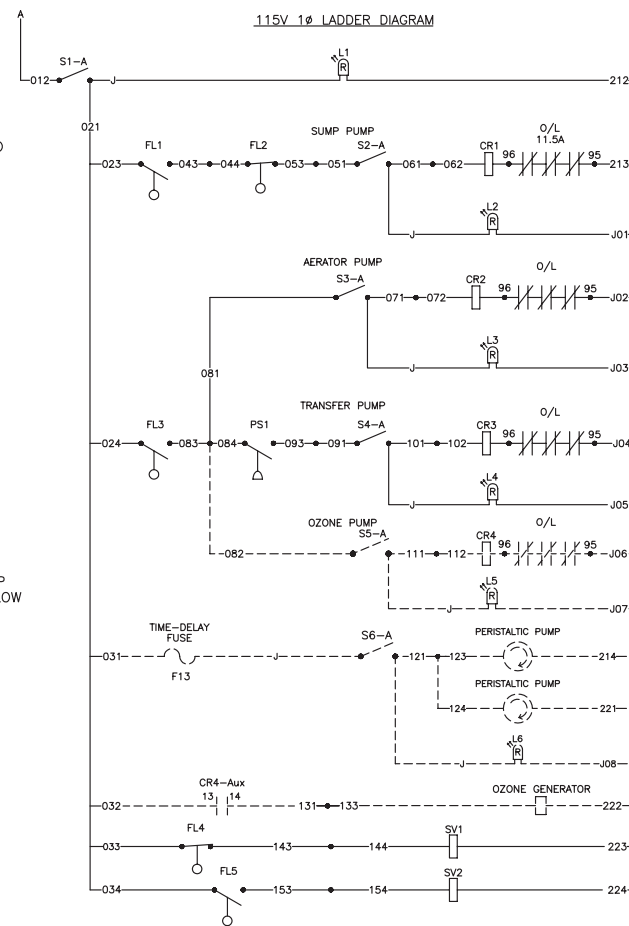 115V 1ø LADDER DIAGRAM
A
S1-A
L1
R
012
J
212
021
SUMP PUMP
FL1
FL2
S2-A
CR1
O/L
11.5A
023
043
044
053
051
061
062
96
95
213
L2
R
J
J01
AERATOR PUMP
S3-A
CR2
O/L
071
072
96
95
J02
L3
R
J
J03
081
TRANSFER PUMP
FL3
PS1
S4-A
CR3
O/L
024
083
084
093
091
101
102
96
95
J04
L4
R
J
J05
OZONE PUMP
S5-A
CR4
O/L
082
111
112
96
95
J06
L5
R
J
J07
LOW
TIME-DELAY
FUSE
F13
S6-A
PERISTALTIC PUMP
031
J
121
123
214
PERISTALTIC PUMP
124
221
L6
R
J
J08
CR4-Aux
13
14
OZONE GENERATOR
032
131
133
222
FL4
SV1
033
143
144
223
FL5
SV2
034
153
154
224